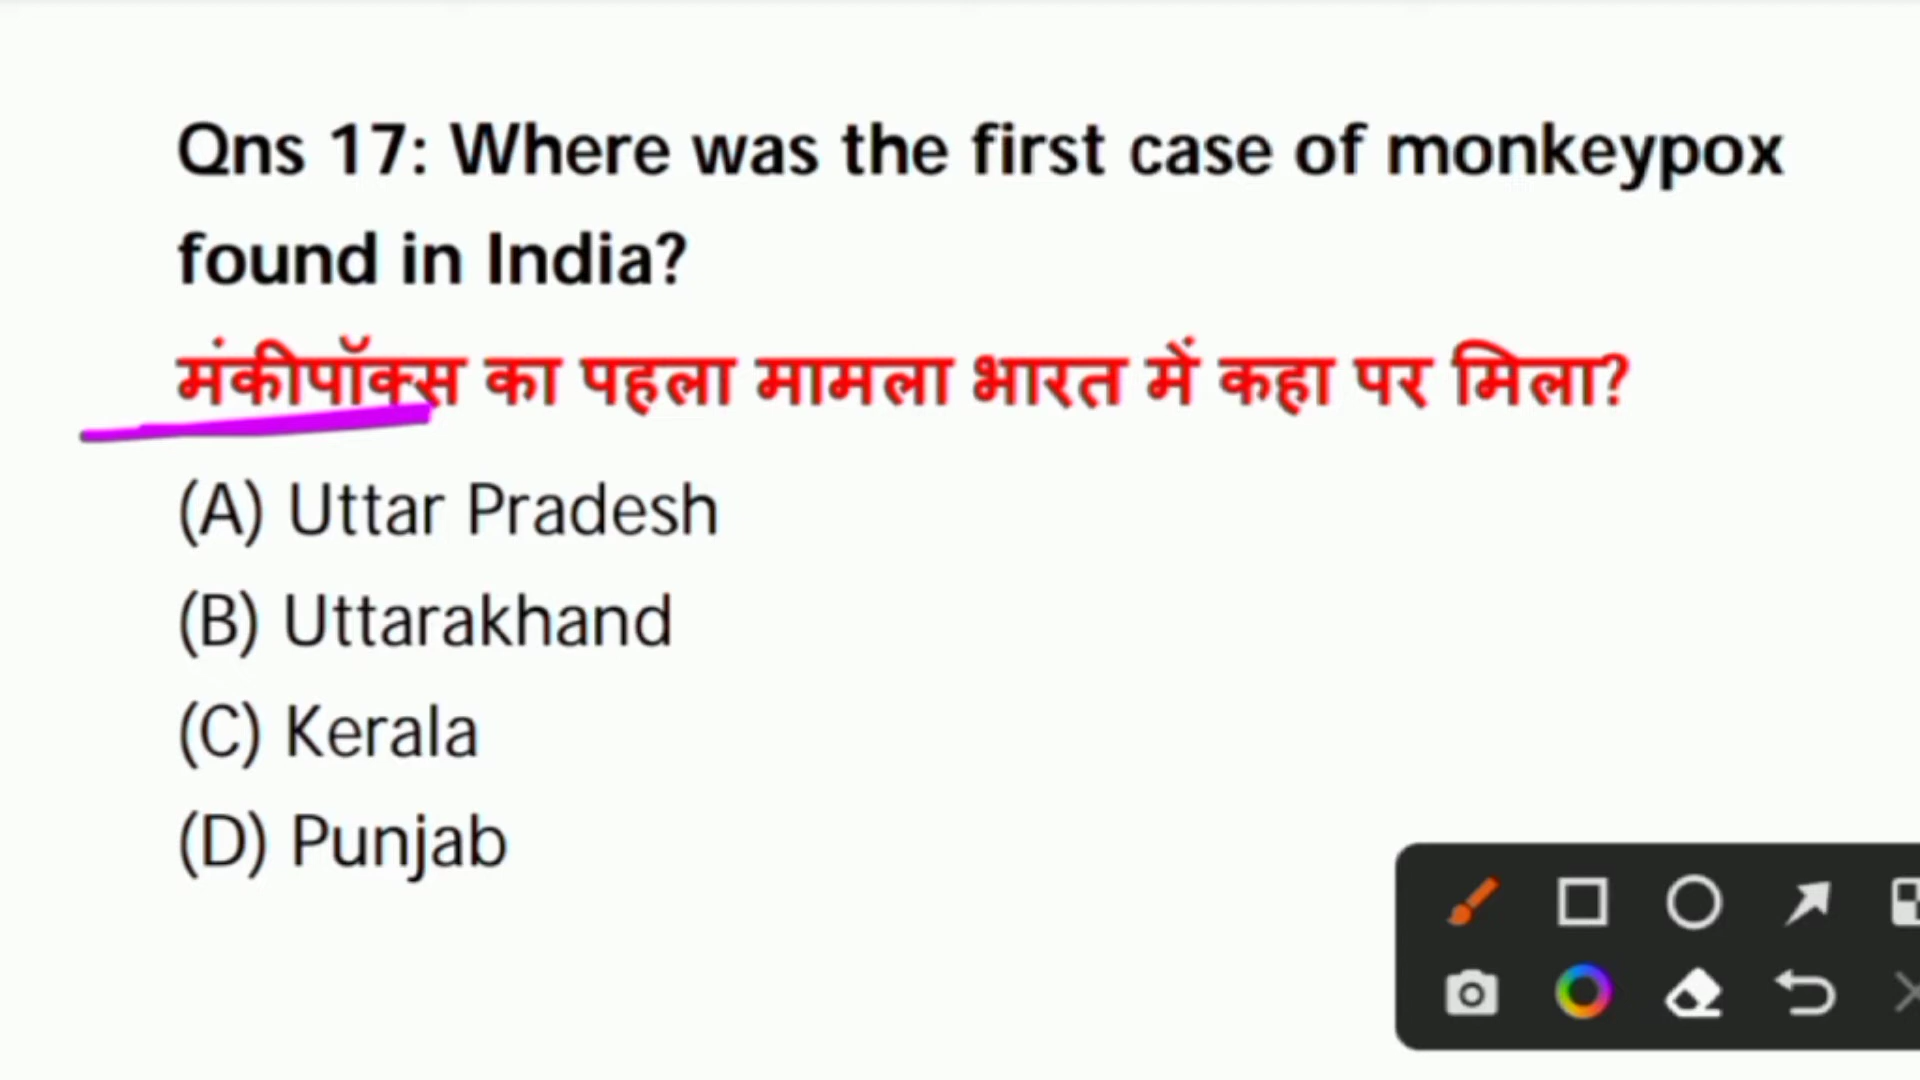 Qns 17: Where was the first case of monkeypox
found in India?
मंकीपॉक्स का पहला मामला भारत में कहा पर मिला?
(A) Uttar Pradesh
(B) Uttarakhand
(C) Kerala
(D) Punjab